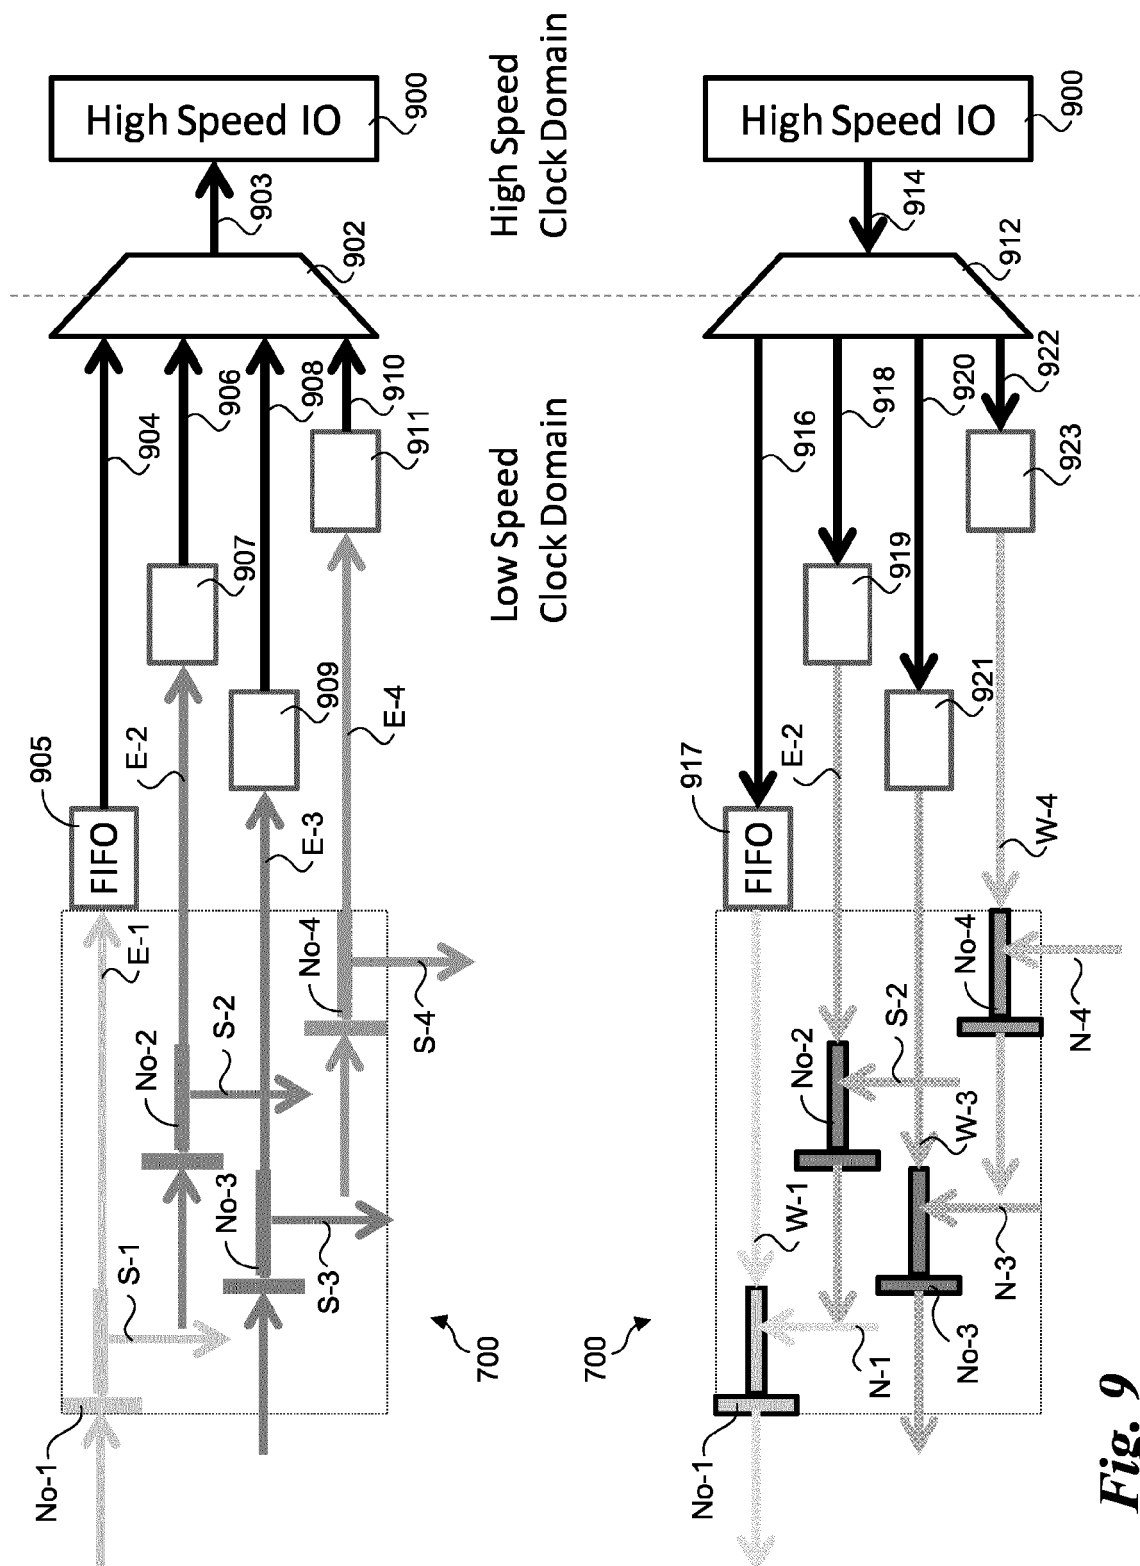 High Speed IO
900
903
902
High Speed
Clock Domain
904
906
908
910
911
907
909
905
FIFO
Low Speed
Clock Domain
E-1
E-2
E-3
E-4
No-1
No-2
No-3
No-4
S-1
S-2
S-3
S-4
700
High Speed IO
900
914
912
916
918
920
922
923
919
921
917
FIFO
E-2
W-4
W-3
W-1
No-1
No-2
No-3
No-4
S-2
N-1
N-3
N-4
700
Fig. 9